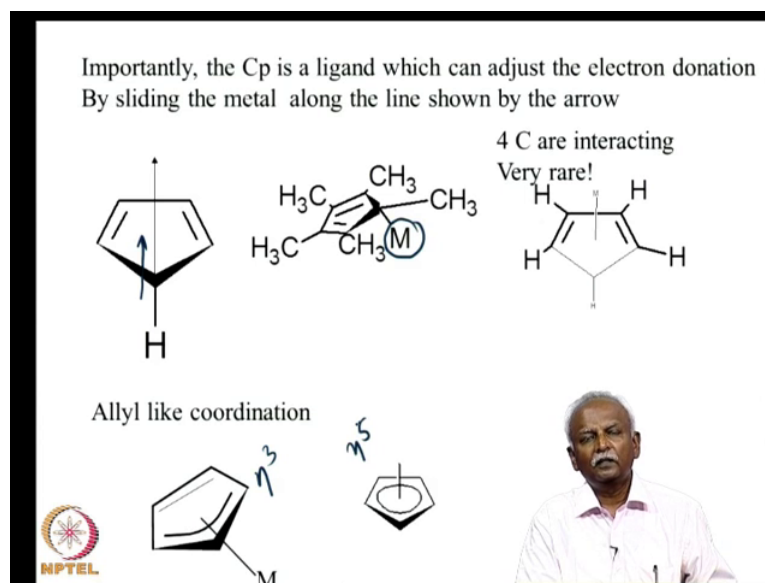 Importantly, the Cp is a ligand which can adjust the electron donation
By sliding the metal along the line shown by the arrow
4 C are interacting
Very rare!
CH3
H3C
CH3
H3C
CH3
M
H
H
H
H
M
H
H
Allyl like coordination
η3
η5
M
NPTEL